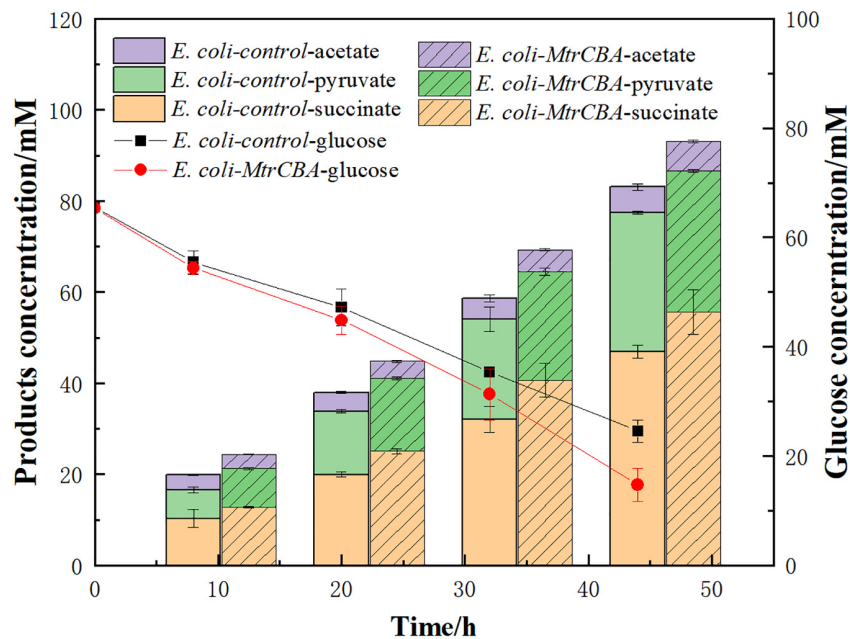 Products concerntration/mM
120
100
80
60
40
20
0
E. coli-control-acetate
E. coli-control-pyruvate
E. coli-control-succinate
E. coli-control-glucose
E. coli-MtrCBA-glucose
E. coli-MtrCBA-acetate
E. coli-MtrCBA-pyruvate
E. coli-MtrCBA-succinate
100
80
60
40
20
0
Glucose concerntration/mM
0 10 20 30 40 50
Time/h